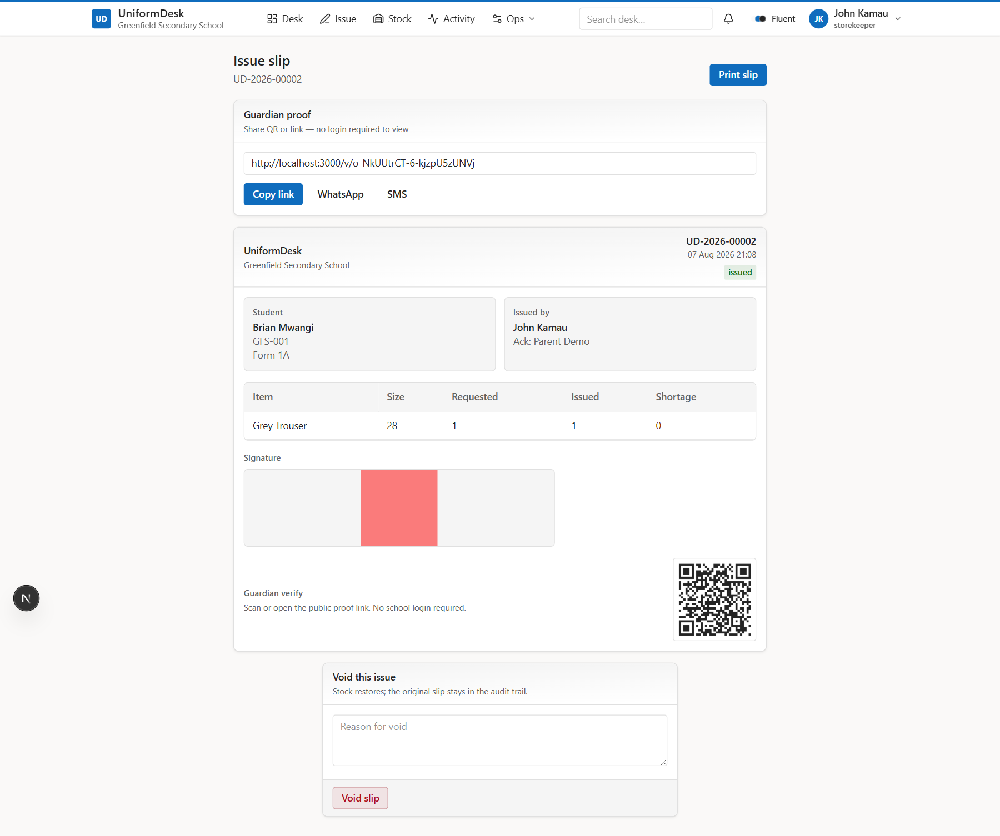 UD
UniformDesk
Greenfield Secondary School
Desk
Issue
Stock
Activity
Ops
Search desk...
Fluent
JK
John Kamau
storekeeper
Issue slip
UD-2026-00002
Print slip
Guardian proof
Share QR or link — no login required to view
http://localhost:3000/v/o_NkUUtrCT-6-kjzpU5zUNVj
Copy link
WhatsApp
SMS
UniformDesk
Greenfield Secondary School
UD-2026-00002
07 Aug 2026 21:08
issued
Student
Brian Mwangi
GFS-001
Form 1A
Issued by
John Kamau
Ack: Parent Demo
Item Size Requested Issued Shortage
Grey Trouser 28 1 1 0
Signature
Guardian verify
Scan or open the public proof link. No school login required.
N
Void this issue
Stock restores; the original slip stays in the audit trail.
Reason for void
Void slip